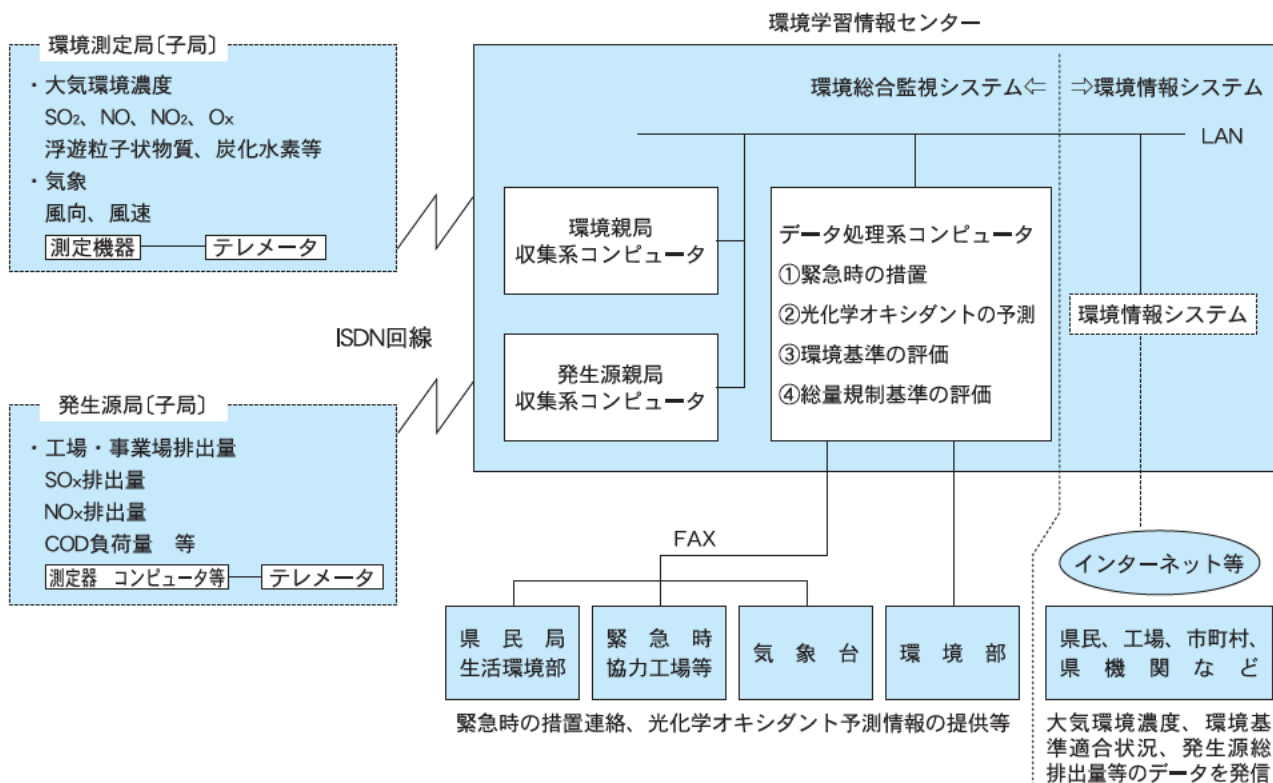 環境学習情報センター
環境測定局〔子局〕
・大気環境濃度
SO₂、NO、NO₂、Ox
浮遊粒子状物質、炭化水素等
・気象
風向、風速
測定機器
テレメータ
ISDN回線
発生源局〔子局〕
・工場・事業場排出量
SOx排出量
NOx排出量
COD負荷量　等
測定器　コンピュータ等
テレメータ
環境総合監視システム⇐
⇒環境情報システム
LAN
環境親局
収集系コンピュータ
発生源親局
収集系コンピュータ
データ処理系コンピュータ
①緊急時の措置
②光化学オキシダントの予測
③環境基準の評価
④総量規制基準の評価
環境情報システム
FAX
インターネット等
県民局
生活環境部
緊急時
協力工場等
気象台
環境部
県民、工場、市町村、
県機関など
緊急時の措置連絡、光化学オキシダント予測情報の提供等
大気環境濃度、環境基
準適合状況、発生源総
排出量等のデータを発信